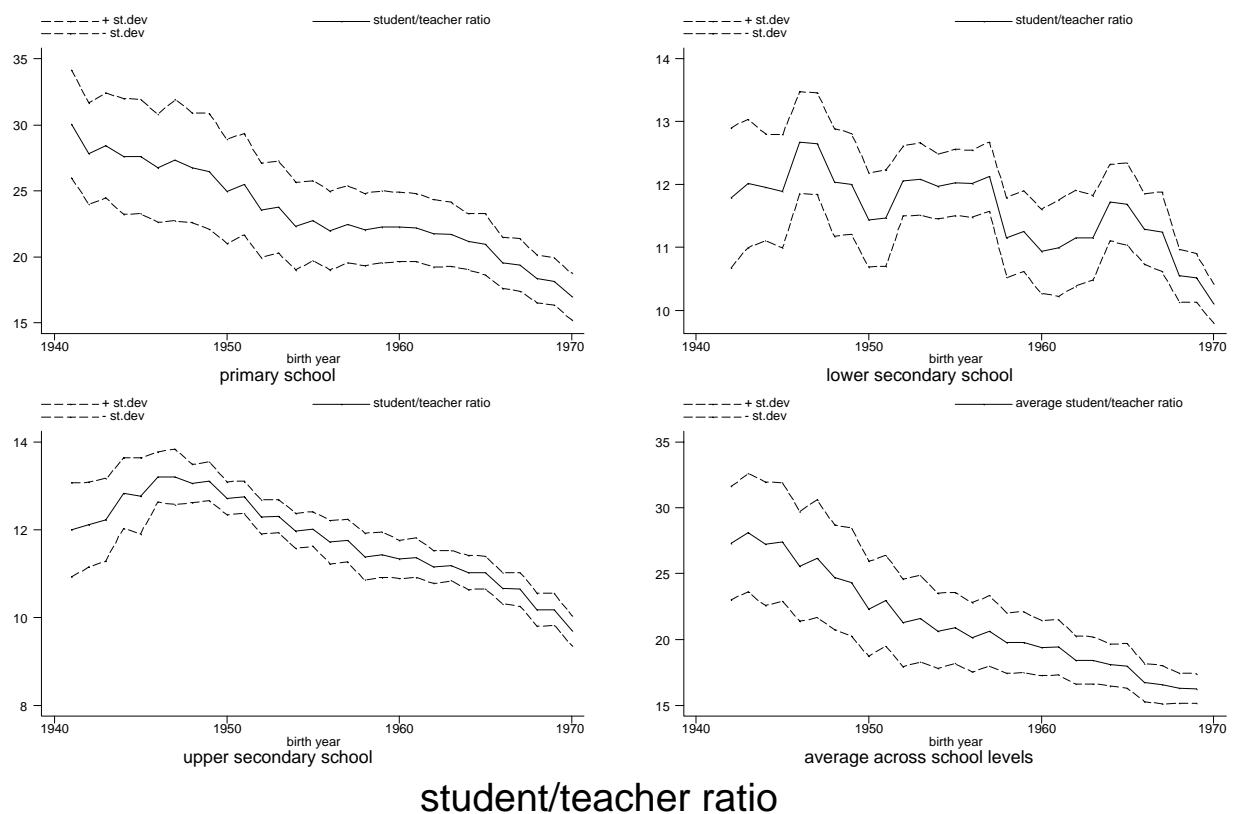 + st.dev student/teacher ratio
- st.dev
35
30
25
20
15
1940 1950 1960 1970
birth year
primary school
+ st.dev student/teacher ratio
- st.dev
14
13
12
11
10
1940 1950 1960 1970
birth year
lower secondary school
+ st.dev student/teacher ratio
- st.dev
14
12
10
8
1940 1950 1960 1970
birth year
upper secondary school
+ st.dev average student/teacher ratio
- st.dev
35
30
25
20
15
1940 1950 1960 1970
birth year
average across school levels
student/teacher ratio